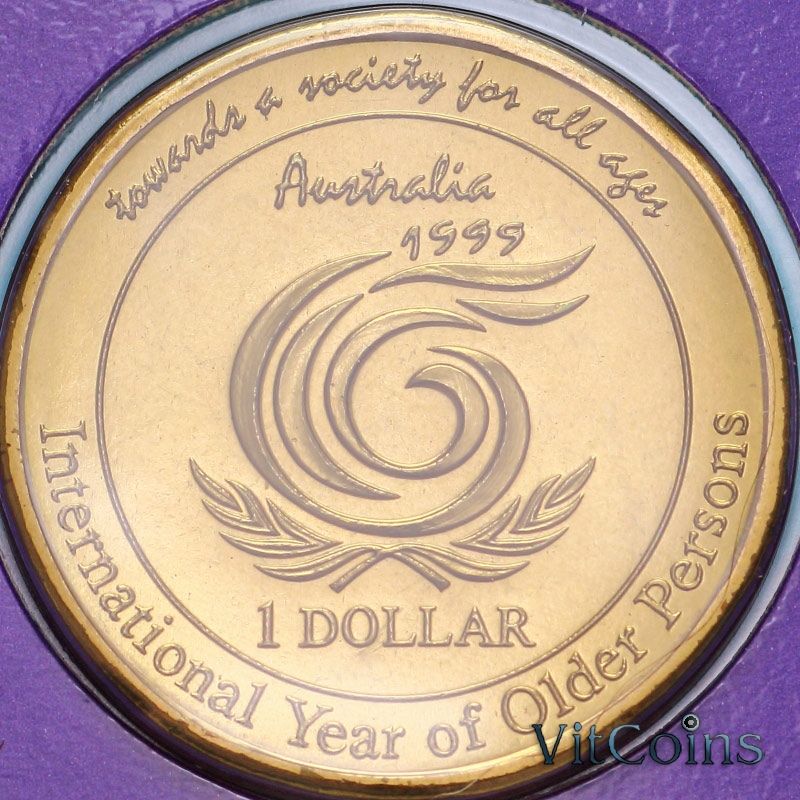 towards a society for all ages
Australia
1999
1 DOLLAR
International Year of Older Persons
VitCoins